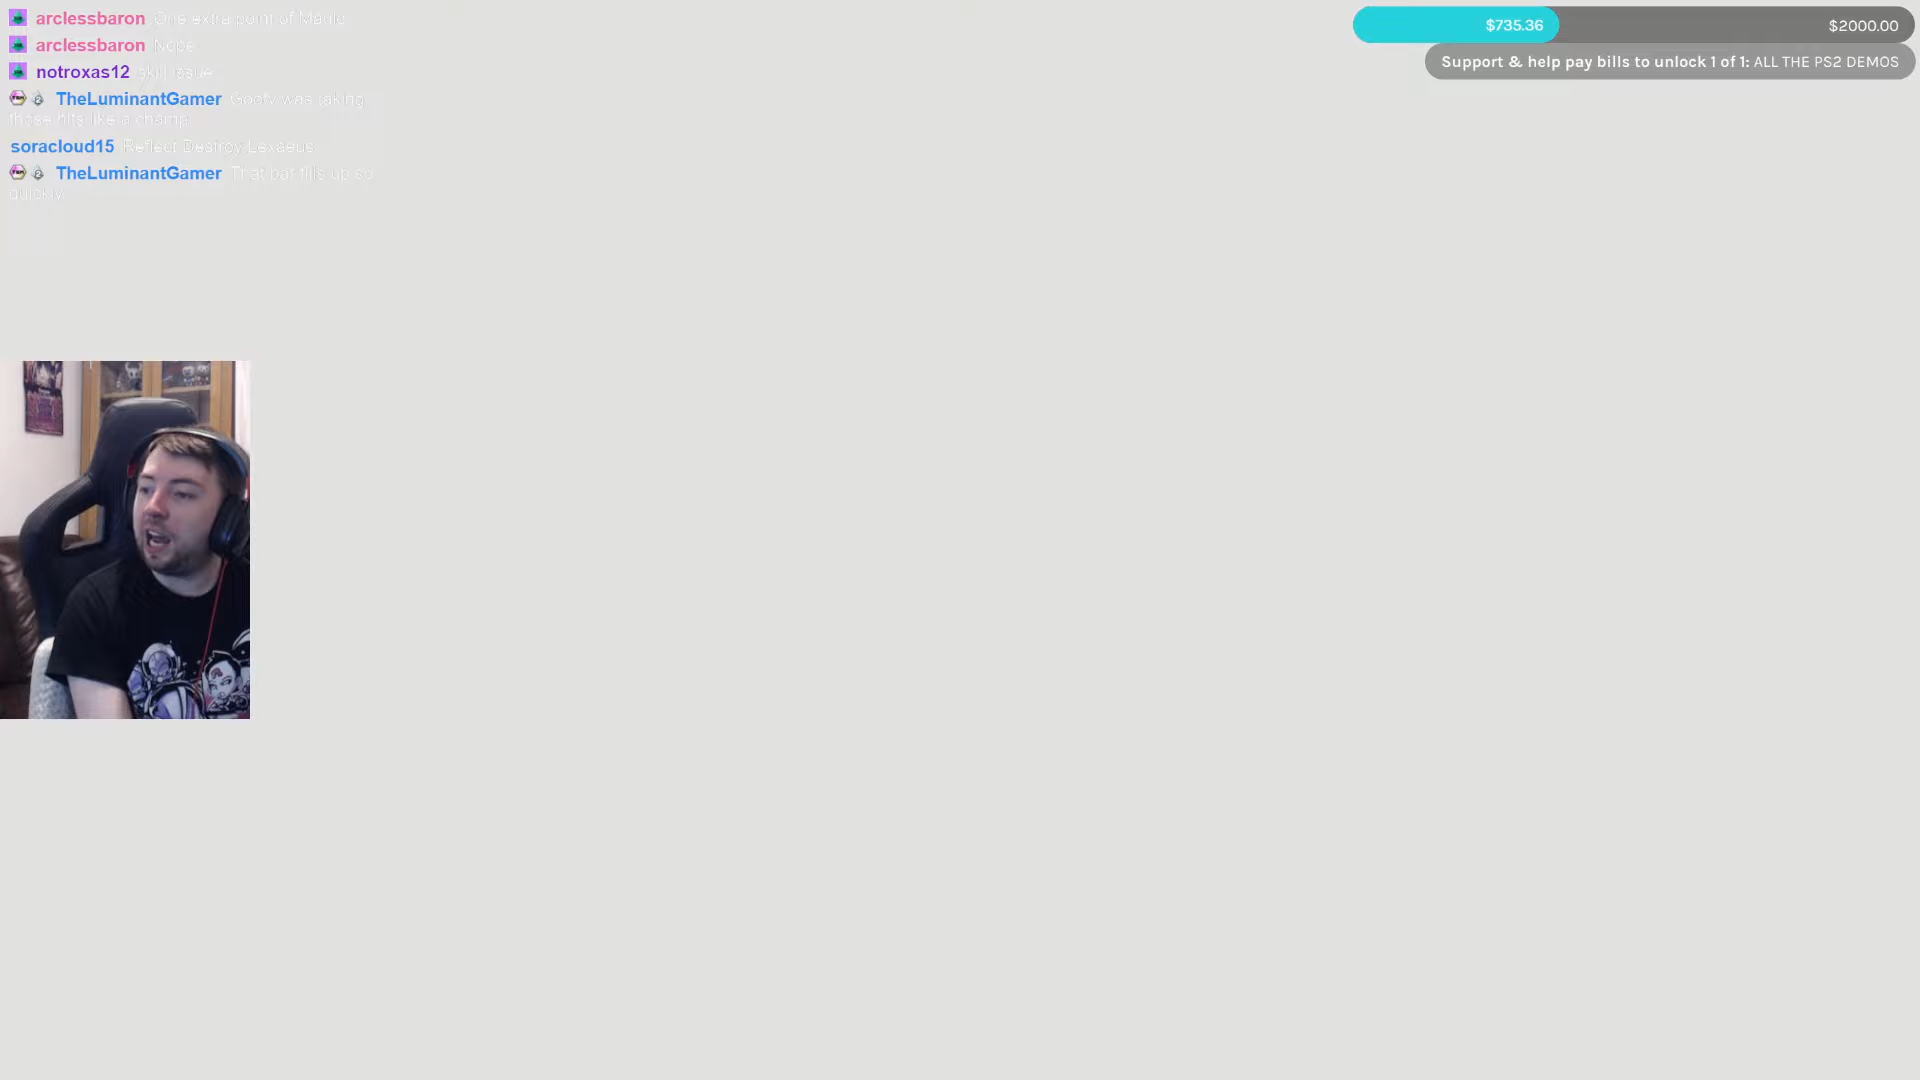 arclessbaron One extra point of Magic
arclessbaron Nope
notroxas12 skill issue
TheLuminantGamer Goofy was taking
those hits like a champ
soracloud15 Reflect Destroy Lexaeus
TheLuminantGamer That bar fills up so
quickly
$735.36 $2000.00
Support & help pay bills to unlock 1 of 1: ALL THE PS2 DEMOS